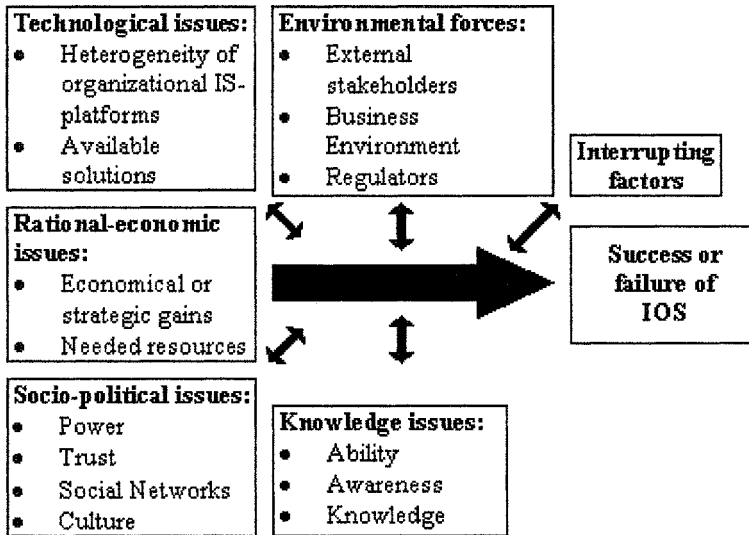 Technological issues:
• Heterogeneity of
organizational IS-
platforms
• Available
solutions
Environmental forces:
• External
stakeholders
• Business
Environment
• Regulators
Interrupting
factors
Rational-economic
issues:
• Economical or
strategic gains
• Needed resources
Success or
failure of
IOS
Socio-political issues:
• Power
• Trust
• Social Networks
• Culture
Knowledge issues:
• Ability
• Awareness
• Knowledge